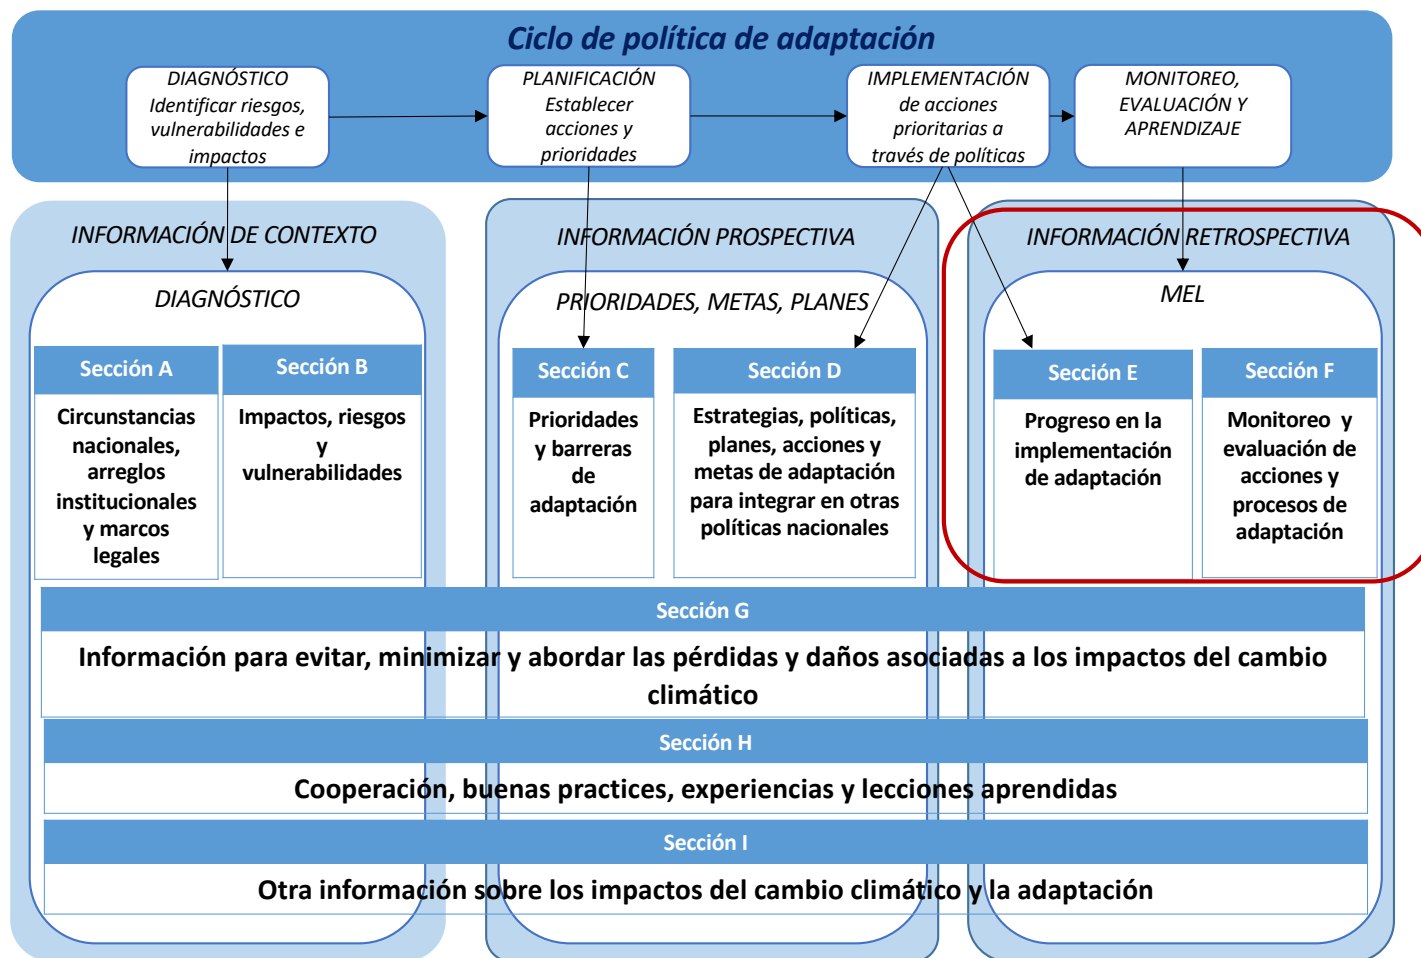 Ciclo de política de adaptación
DIAGNÓSTICO
Identificar riesgos,
vulnerabilidades e
impactos
PLANIFICACIÓN
Establecer
acciones y
prioridades
IMPLEMENTACIÓN
de acciones
prioritarias a
través de políticas
MONITOREO,
EVALUACIÓN Y
APRENDIZAJE
INFORMACIÓN DE CONTEXTO
DIAGNÓSTICO
Sección A
Circunstancias
nacionales,
arreglos
institucionales
y marcos
legales
Sección B
Impactos, riesgos
y
vulnerabilidades
INFORMACIÓN PROSPECTIVA
PRIORIDADES, METAS, PLANES
Sección C
Prioridades
y barreras
de
adaptación
Sección D
Estrategias, políticas,
planes, acciones y
metas de adaptación
para integrar en otras
políticas nacionales
INFORMACIÓN RETROSPECTIVA
MEL
Sección E
Progreso en la
implementación
de adaptación
Sección F
Monitoreo y
evaluación de
acciones y
procesos de
adaptación
Sección G
Información para evitar, minimizar y abordar las pérdidas y daños asociadas a los impactos del cambio
climático
Sección H
Cooperación, buenas practices, experiencias y lecciones aprendidas
Sección I
Otra información sobre los impactos del cambio climático y la adaptación